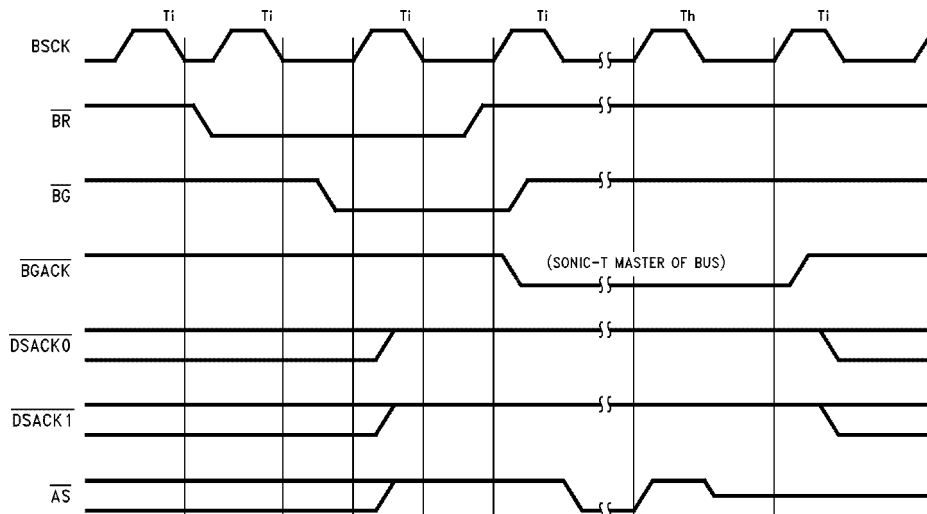 Ti Ti Ti Ti Th Ti
BSCK
BR
BG
BGACK (SONIC-T MASTER OF BUS)
DSACK0
DSACK1
AS